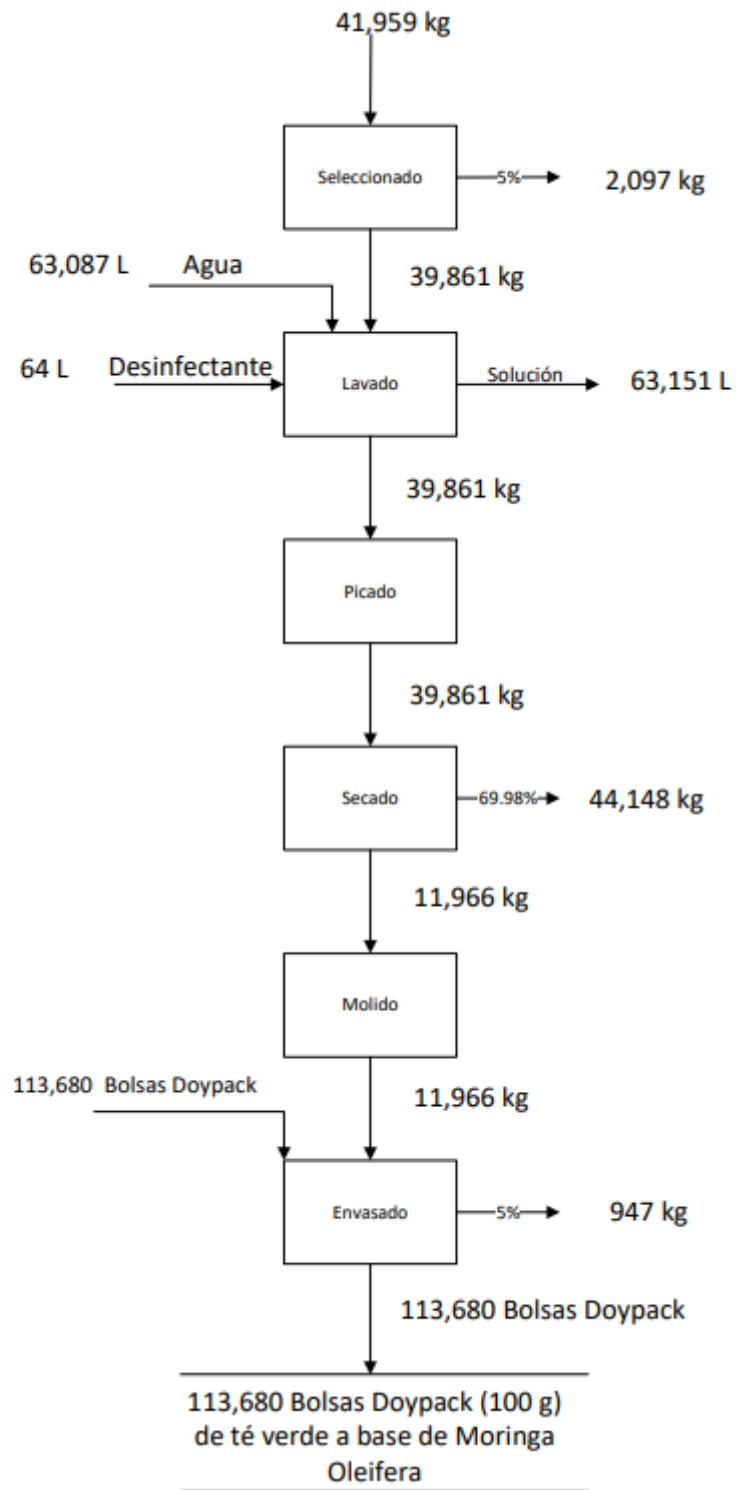 41,959 kg
Seleccionado
5%
2,097 kg
63,087 L
Agua
39,861 kg
64 L
Desinfectante
Lavado
Solución
63,151 L
39,861 kg
Picado
39,861 kg
Secado
69.98%
44,148 kg
11,966 kg
Molido
113,680 Bolsas Doypack
11,966 kg
Envasado
5%
947 kg
113,680 Bolsas Doypack
113,680 Bolsas Doypack (100 g)
de té verde a base de Moringa
Oleifera